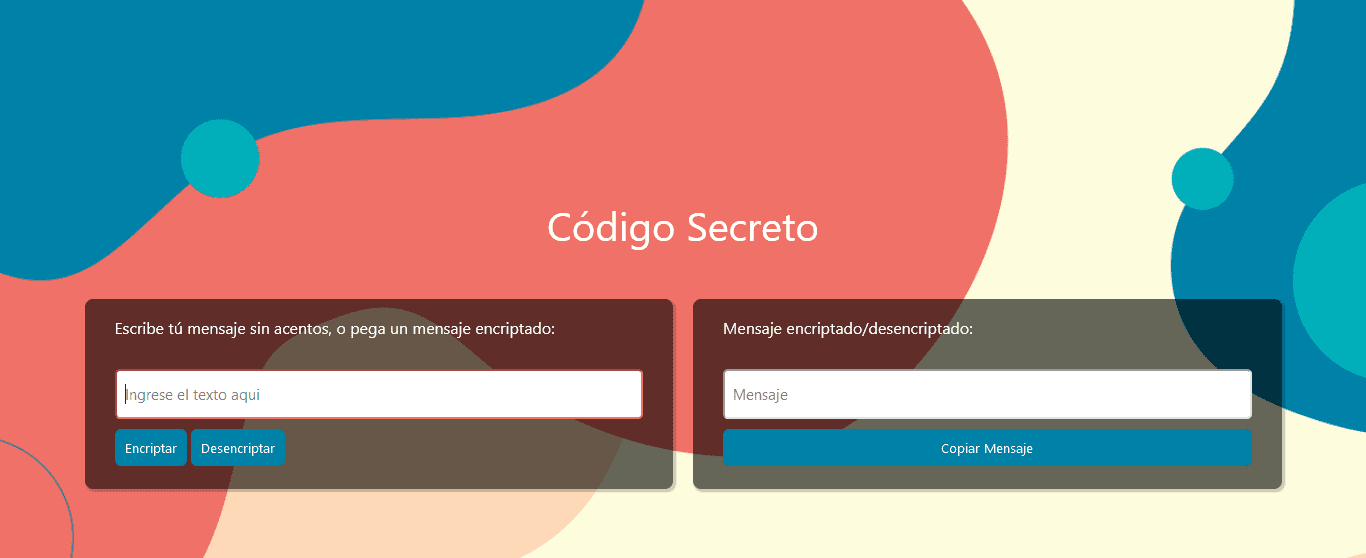 Código Secreto
Escribe tú mensaje sin acentos, o pega un mensaje encriptado:
Ingrese el texto aqui
Encriptar
Desencriptar
Mensaje encriptado/desencriptado:
Mensaje
Copiar Mensaje